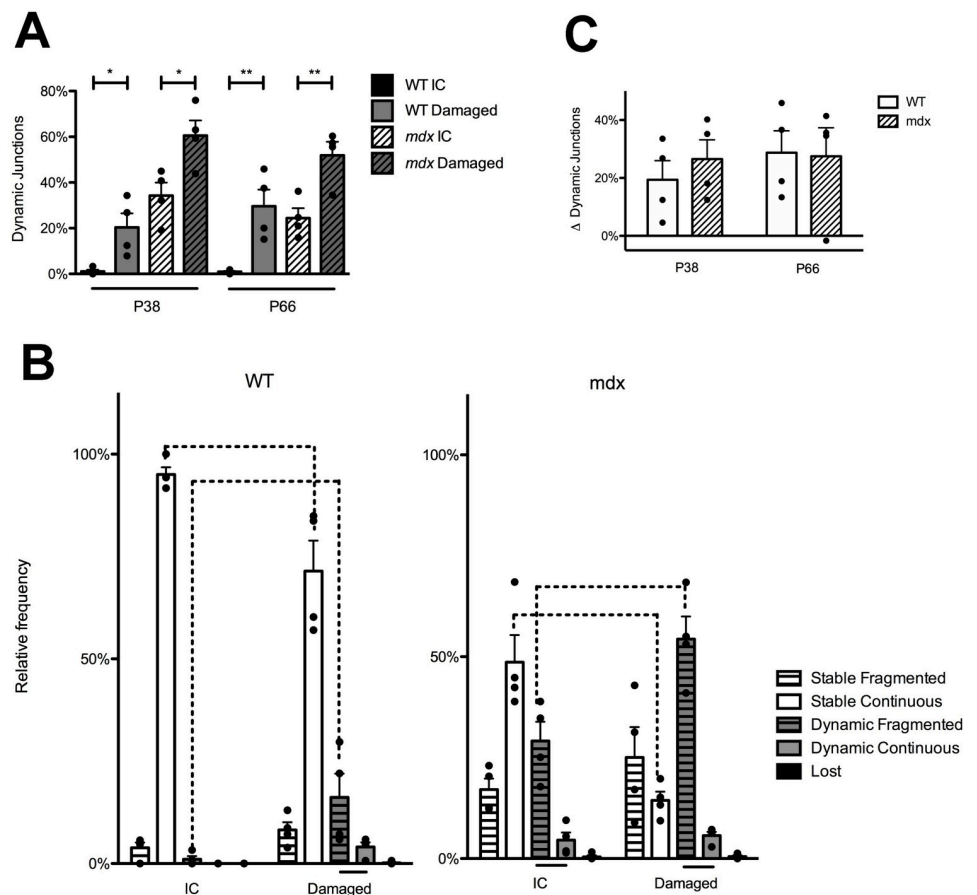 A
* * ** **
80%
60%
40%
20%
0%
Dynamic Junctions
P38 P66
WT IC
WT Damaged
mdx IC
mdx Damaged
C
40%
20%
0%
Δ Dynamic Junctions
P38 P66
WT
mdx
B
WT
100%
50%
0%
Relative frequency
IC Damaged
mdx
100%
50%
0%
IC Damaged
Stable Fragmented
Stable Continuous
Dynamic Fragmented
Dynamic Continuous
Lost